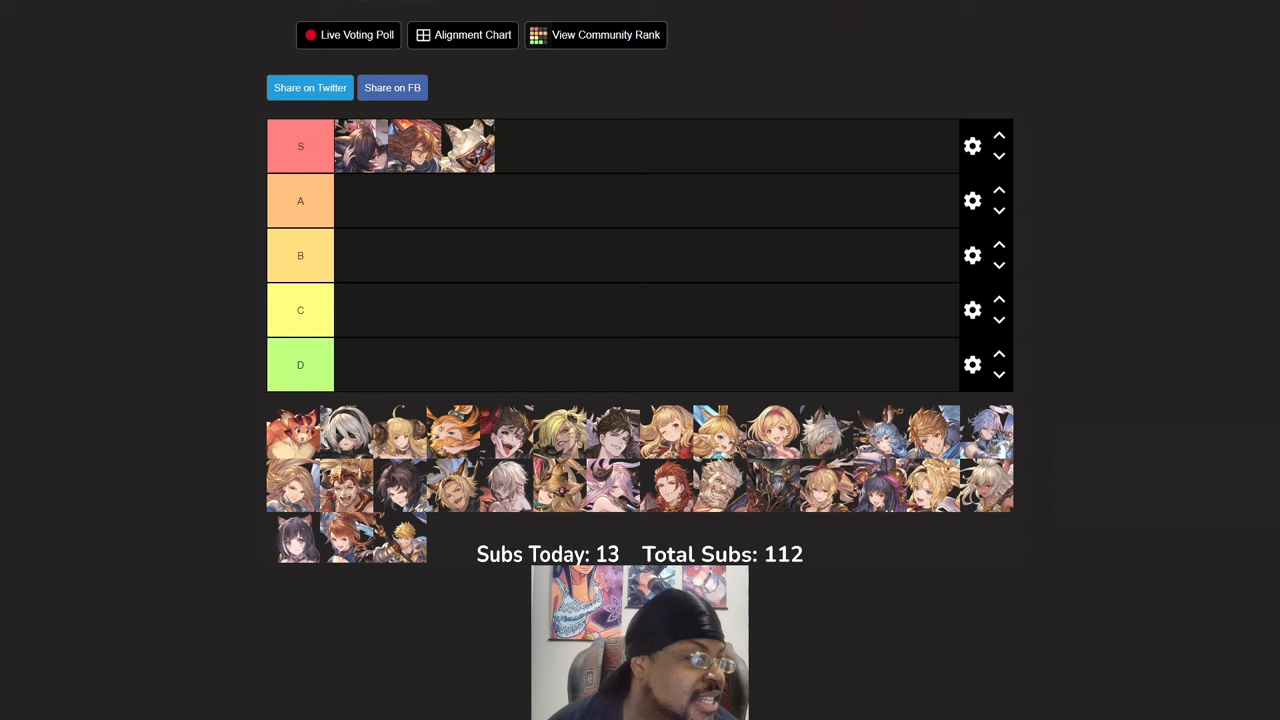 Live Voting Poll
Alignment Chart
View Community Rank
Share on Twitter
Share on FB
S
A
B
C
D
Subs Today: 13
Total Subs: 112